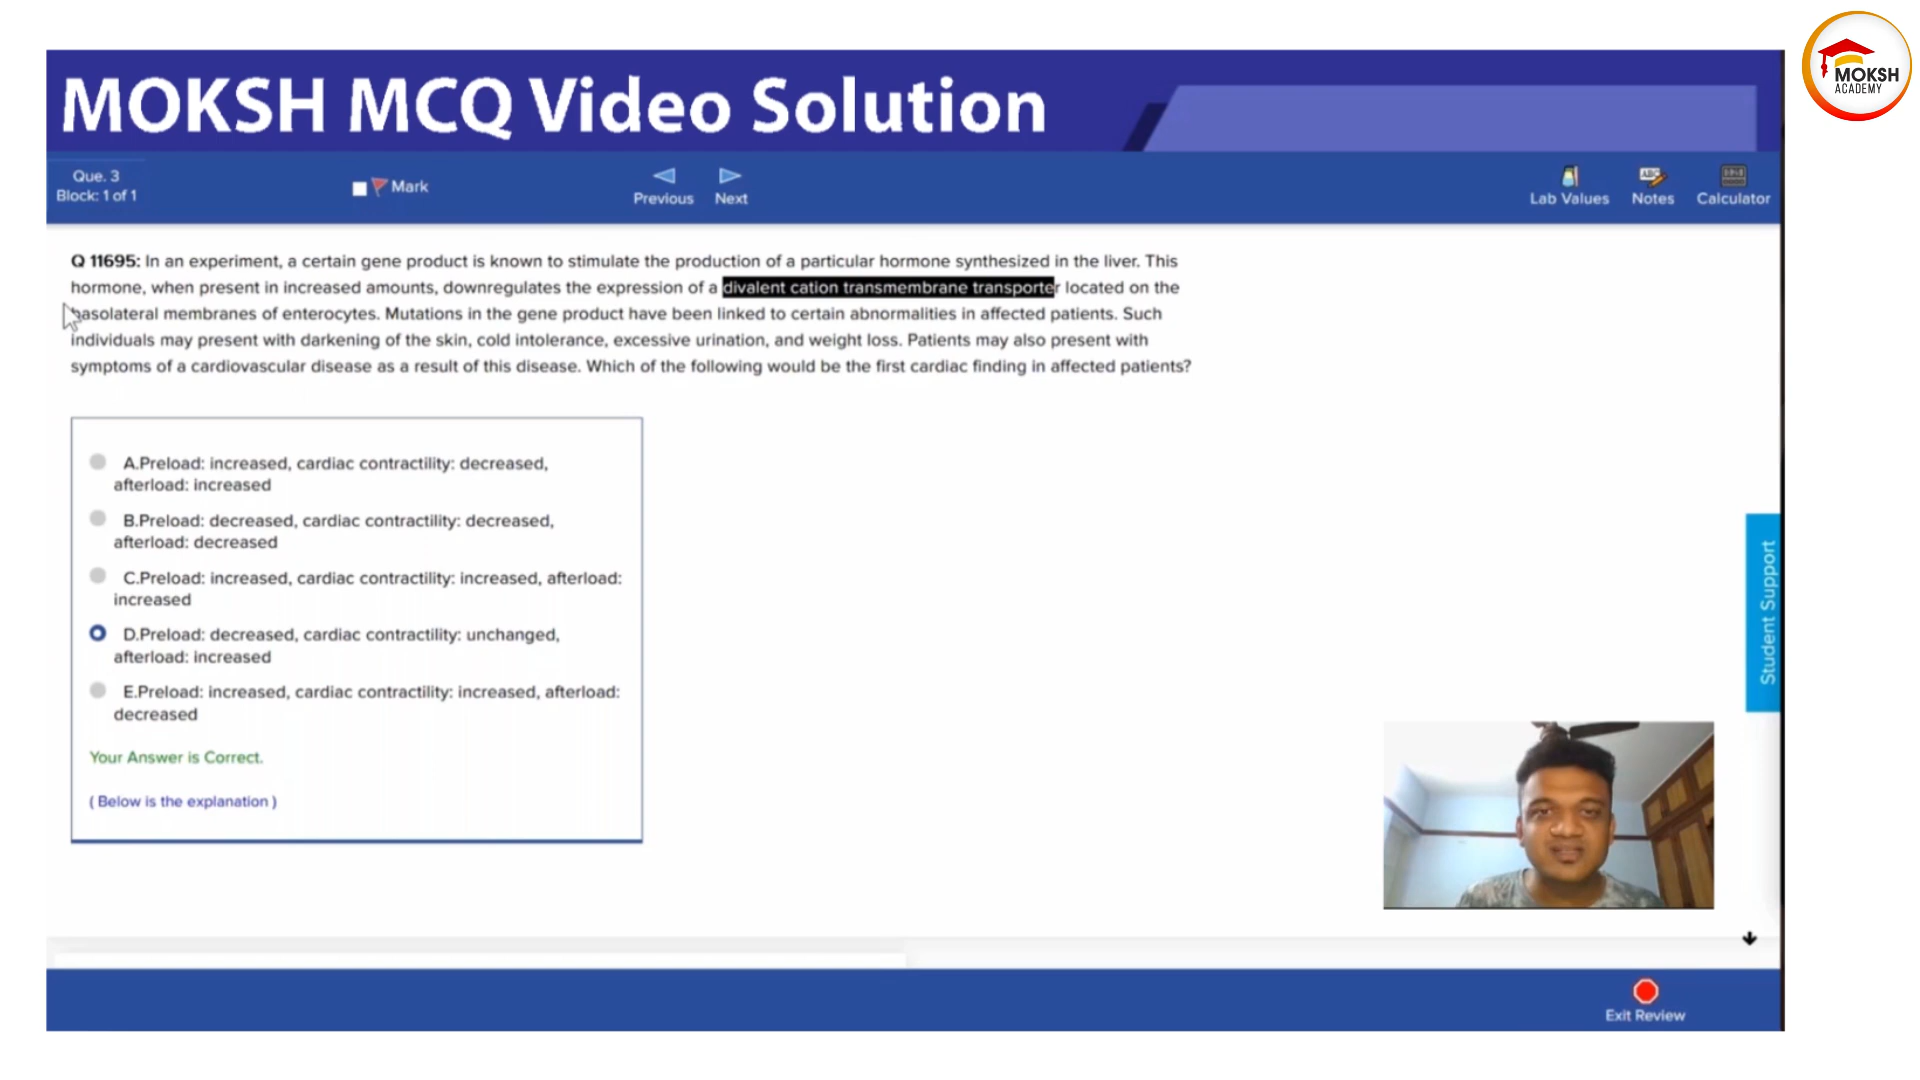 MOKSH
ACADEMY
MOKSH MCQ Video Solution
Que. 3
Block: 1 of 1
Mark
Previous
Next
Lab Values
Notes
Calculator
Q 11695: In an experiment, a certain gene product is known to stimulate the production of a particular hormone synthesized in the liver. This
hormone, when present in increased amounts, downregulates the expression of a divalent cation transmembrane transporter located on the
basolateral membranes of enterocytes. Mutations in the gene product have been linked to certain abnormalities in affected patients. Such
individuals may present with darkening of the skin, cold intolerance, excessive urination, and weight loss. Patients may also present with
symptoms of a cardiovascular disease as a result of this disease. Which of the following would be the first cardiac finding in affected patients?
A.Preload: increased, cardiac contractility: decreased,
afterload: increased
B.Preload: decreased, cardiac contractility: decreased,
afterload: decreased
C.Preload: increased, cardiac contractility: increased, afterload:
increased
D.Preload: decreased, cardiac contractility: unchanged,
afterload: increased
E.Preload: increased, cardiac contractility: increased, afterload:
decreased
Your Answer is Correct.
( Below is the explanation )
Student Support
Exit Review